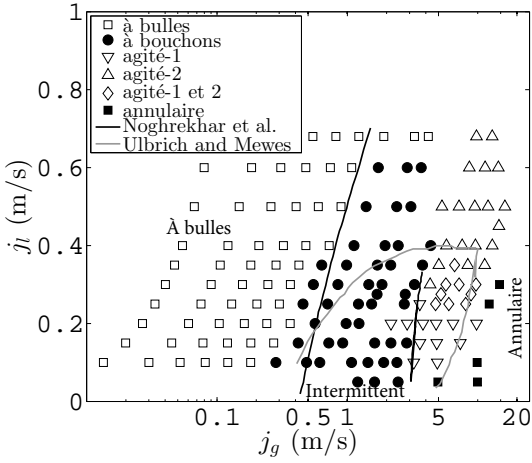 1
0.8
0.6
0.4
0.2
0
j_l (m/s)
à bulles
à bouchons
agité-1
agité-2
agité-1 et 2
annulaire
Noghrekhar et al.
Ulbrich and Mewes
À bulles
Intermittent
Annulaire
0.1
0.5
1
5
20
j_g (m/s)